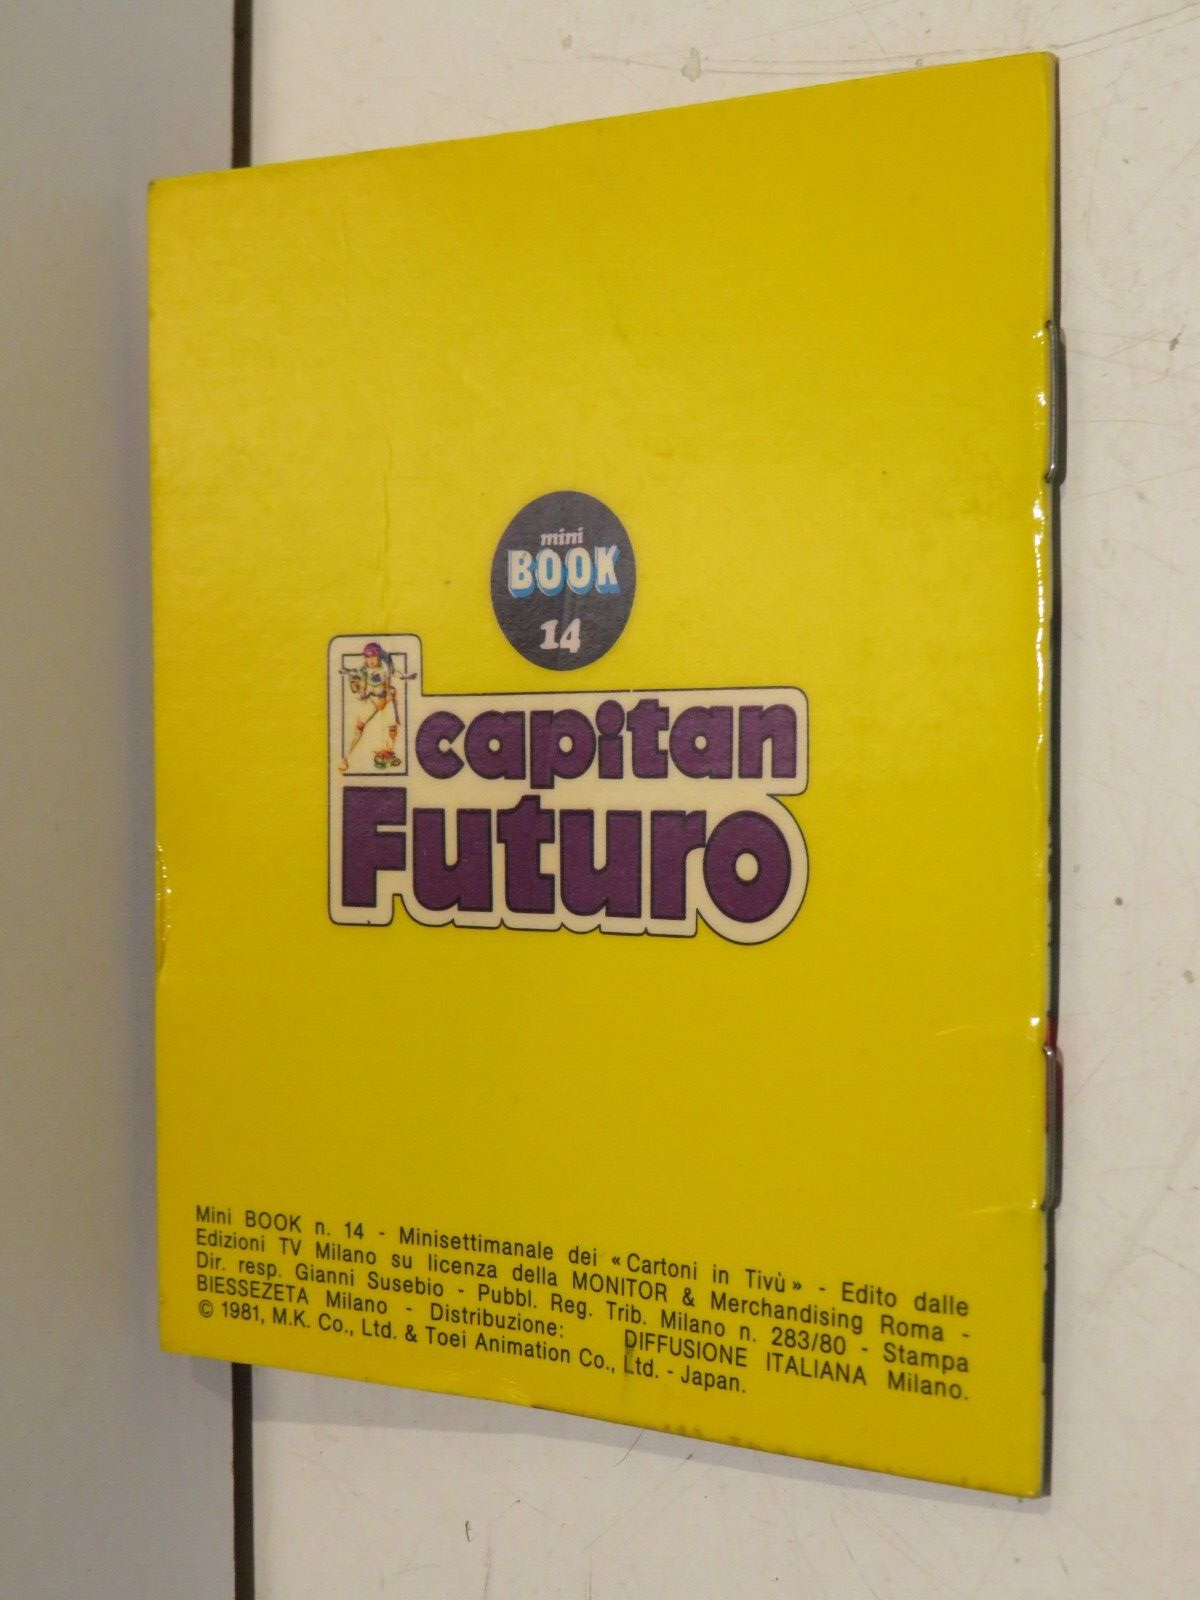 mini
BOOK
14
capitan
Futuro
Mini BOOK n. 14 - Minisettimanale dei « Cartoni in Tivù » - Edito dalle
Edizioni TV Milano su licenza della MONITOR & Merchandising Roma -
Dir. resp. Gianni Susebio - Pubbl. Reg. Trib. Milano n. 283/80 - Stampa
BIESSEZETA Milano - Distribuzione: DIFFUSIONE ITALIANA Milano.
© 1981, M.K. Co., Ltd. & Toei Animation Co., Ltd. - Japan.